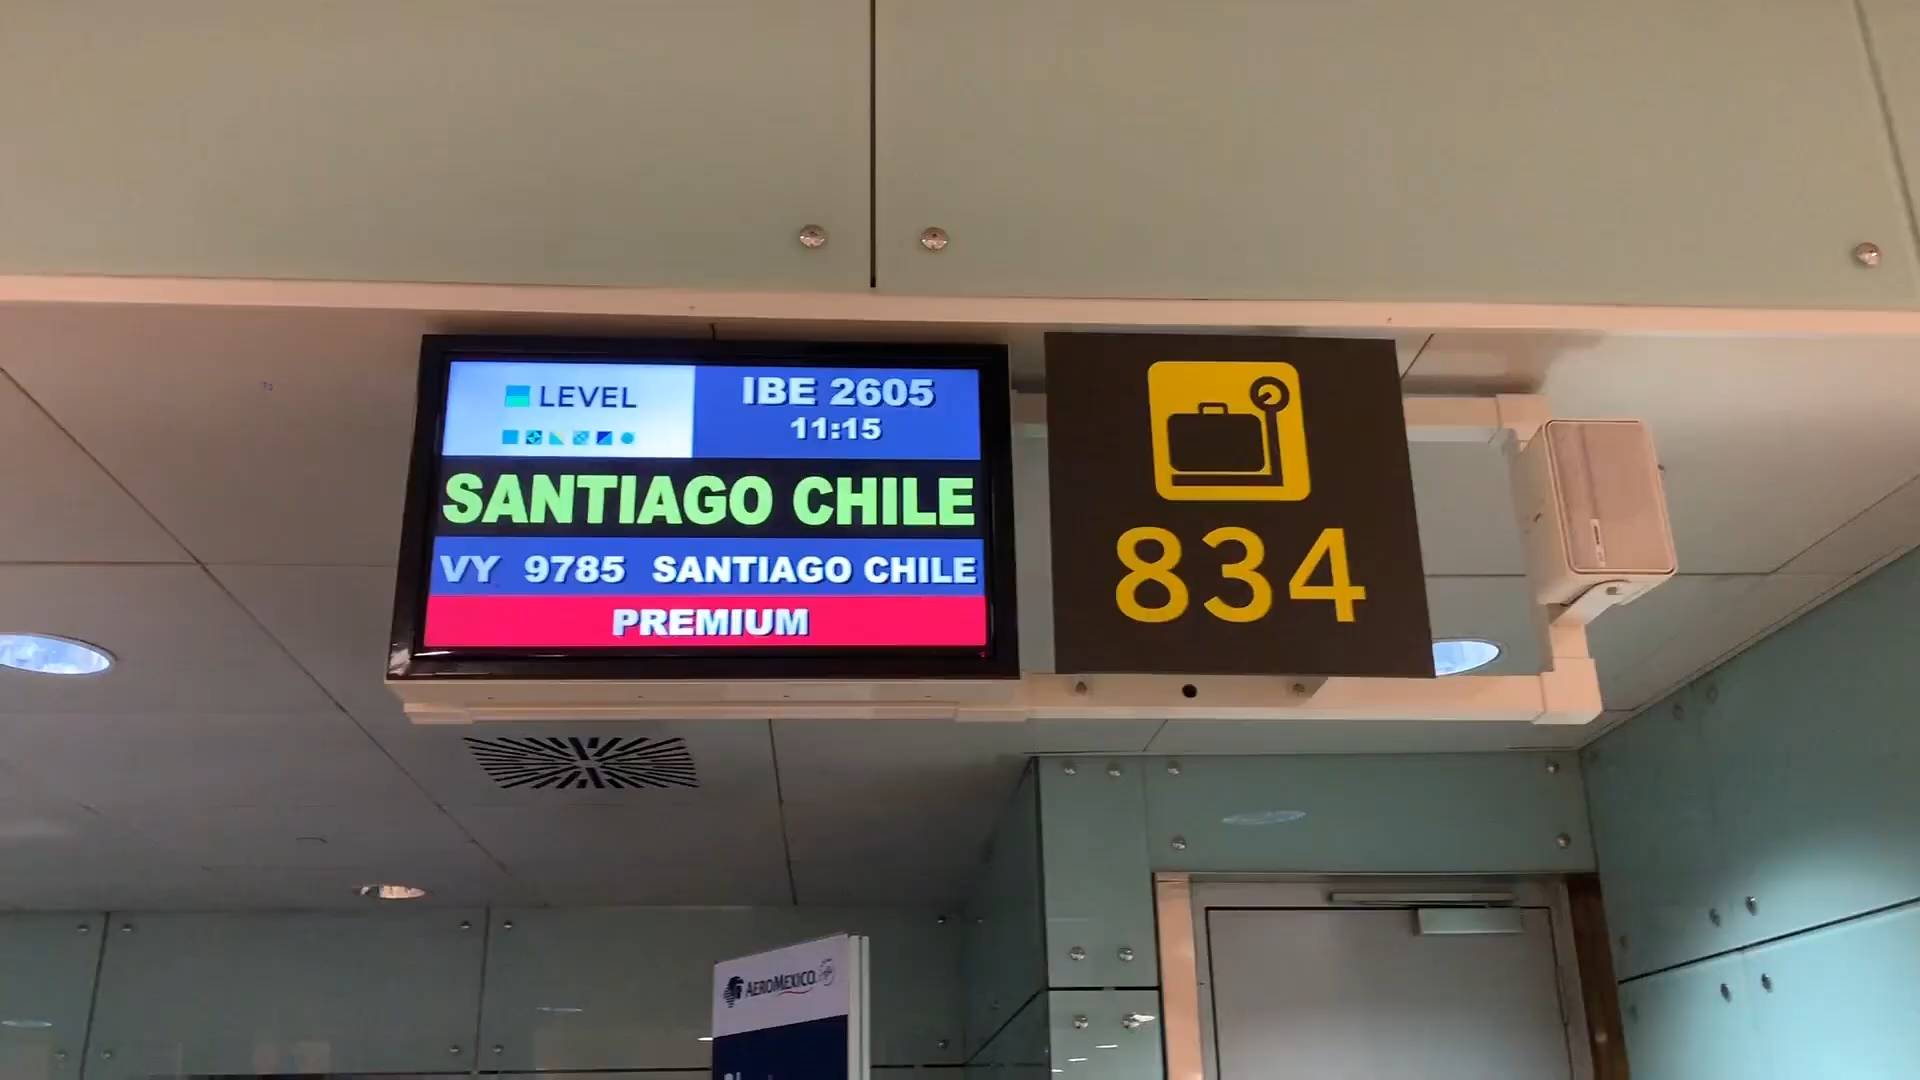 LEVEL
IBE 2605
11:15
SANTIAGO CHILE
VY 9785 SANTIAGO CHILE
PREMIUM
834
AEROMEXICO